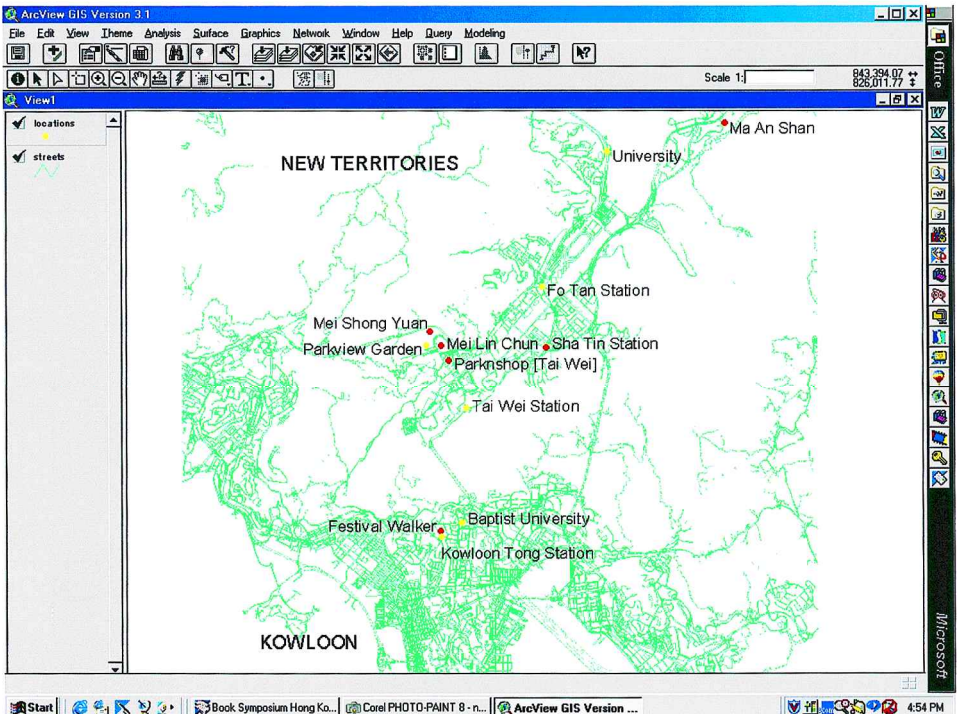 ArcView GIS Version 3.1
File Edit View Theme Analysis Surface Graphics Network Window Help Query Modeling
Scale 1:
843,394.07
826,011.77
View1
locations
streets
NEW TERRITORIES
Ma An Shan
University
Fo Tan Station
Mei Shong Yuan
Parkview Garden
Mei Lin Chun
Sha Tin Station
Parknshop [Tai Wei]
Tai Wei Station
Baptist University
Festival Walker
Kowloon Tong Station
KOWLOON
Office
Microsoft
Start
Book Symposium Hong Ko...
Corel PHOTO-PAINT 8 - n...
ArcView GIS Version ...
4:54 PM